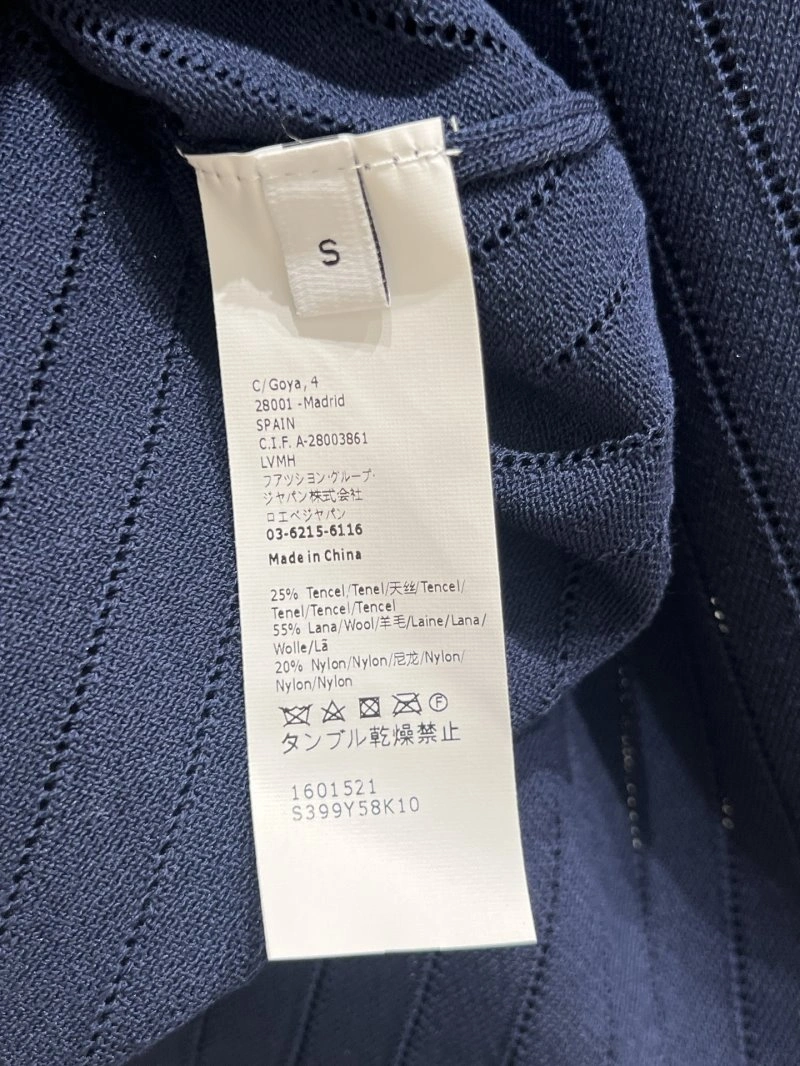 S
C/Goya, 4
28001 -Madrid
SPAIN
C.I.F. A-28003861
LVMH
ファッション・グループ・
ジャパン株式会社
ロエベジャパン
03-6215-6116
Made in China
25% Tencel/Tenel/天丝/Tencel/
Tenel/Tencel/Tencel
55% Lana/Wool/羊毛/Laine/Lana/
Wolle/Lã
20% Nylon/Nylon/尼龙/Nylon/
Nylon/Nylon
F
タンブル乾燥禁止
1601521
S399Y58K10